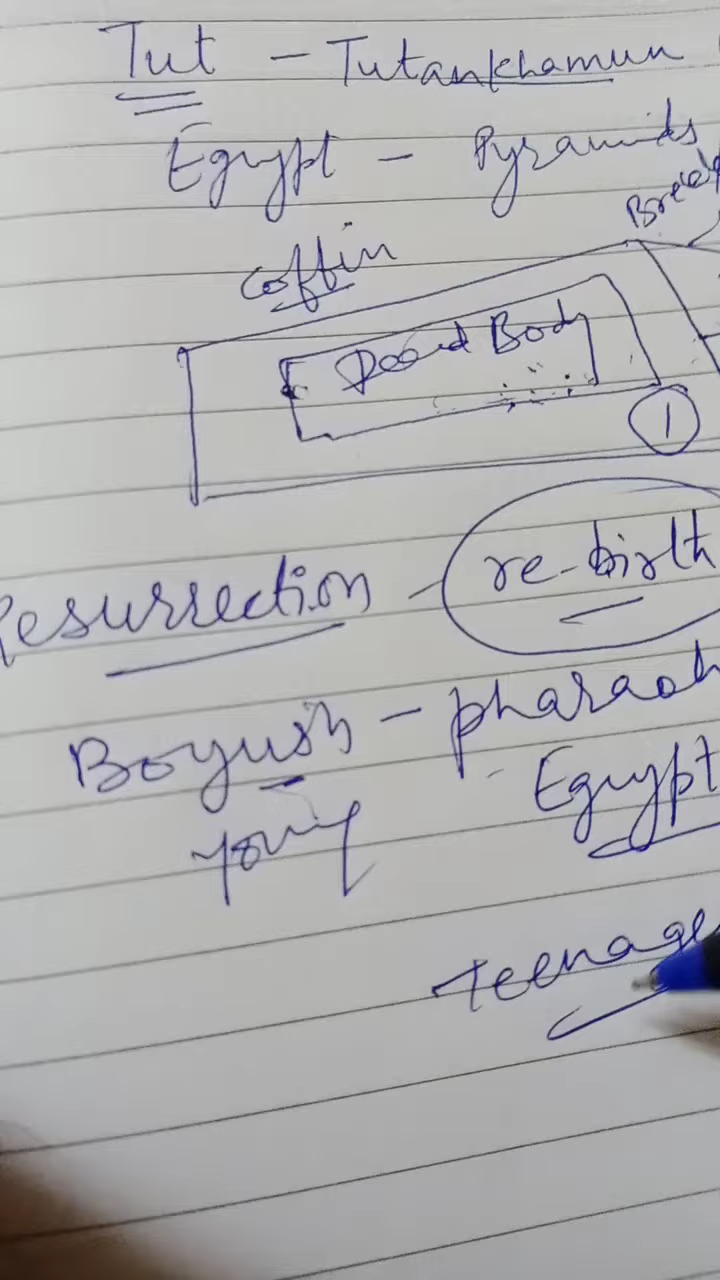 Tut - Tutankhamun
Egypt - Pyramids
coffin
Dead Body
1
Resurrection - re-birth
Boyish - pharaoh
young
Egypt
Teenage